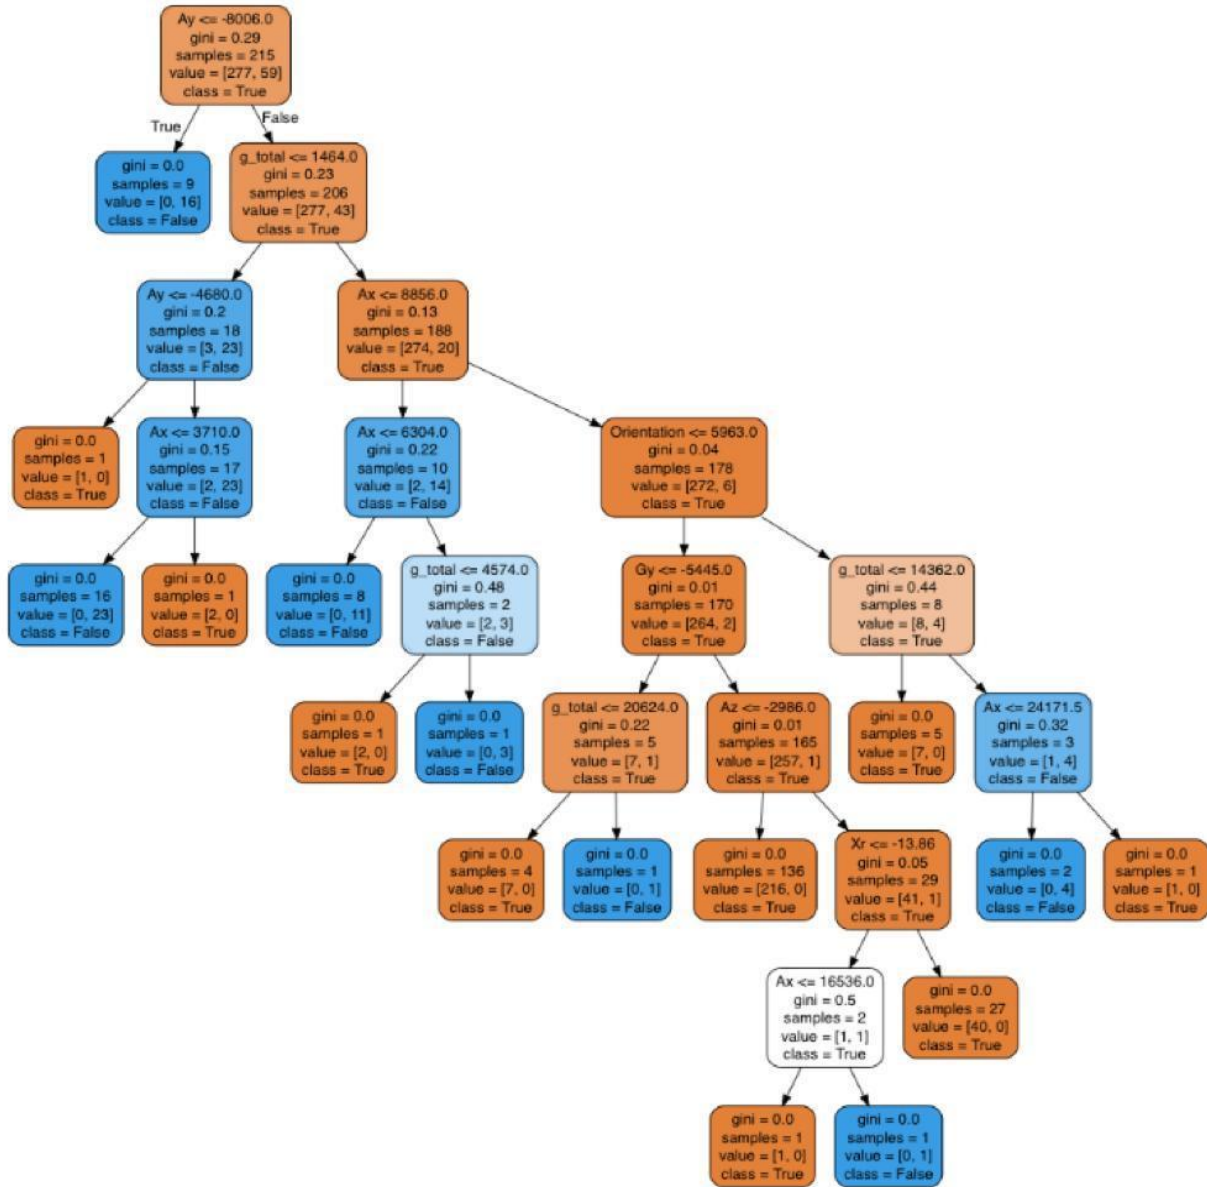 Ay <= -8006.0
gini = 0.29
samples = 215
value = [277, 59]
class = True
True
False
gini = 0.0
samples = 9
value = [0, 16]
class = False
g_total <= 1464.0
gini = 0.23
samples = 206
value = [277, 43]
class = True
Ay <= -4680.0
gini = 0.2
samples = 18
value = [3, 23]
class = False
Ax <= 8856.0
gini = 0.13
samples = 188
value = [274, 20]
class = True
gini = 0.0
samples = 1
value = [1, 0]
class = True
Ax <= 3710.0
gini = 0.15
samples = 17
value = [2, 23]
class = False
Ax <= 6304.0
gini = 0.22
samples = 10
value = [2, 14]
class = False
Orientation <= 5963.0
gini = 0.04
samples = 178
value = [272, 6]
class = True
gini = 0.0
samples = 16
value = [0, 23]
class = False
gini = 0.0
samples = 1
value = [2, 0]
class = True
gini = 0.0
samples = 8
value = [0, 11]
class = False
g_total <= 4574.0
gini = 0.48
samples = 2
value = [2, 3]
class = False
Gy <= -5445.0
gini = 0.01
samples = 170
value = [264, 2]
class = True
g_total <= 14362.0
gini = 0.44
samples = 8
value = [8, 4]
class = True
gini = 0.0
samples = 1
value = [2, 0]
class = True
gini = 0.0
samples = 1
value = [0, 3]
class = False
g_total <= 20624.0
gini = 0.22
samples = 5
value = [7, 1]
class = True
Az <= -2986.0
gini = 0.01
samples = 165
value = [257, 1]
class = True
gini = 0.0
samples = 5
value = [7, 0]
class = True
Ax <= 24171.5
gini = 0.32
samples = 3
value = [1, 4]
class = False
gini = 0.0
samples = 4
value = [7, 0]
class = True
gini = 0.0
samples = 1
value = [0, 1]
class = False
gini = 0.0
samples = 136
value = [216, 0]
class = True
Xr <= -13.86
gini = 0.05
samples = 29
value = [41, 1]
class = True
gini = 0.0
samples = 2
value = [0, 4]
class = False
gini = 0.0
samples = 1
value = [1, 0]
class = True
Ax <= 16536.0
gini = 0.5
samples = 2
value = [1, 1]
class = True
gini = 0.0
samples = 27
value = [40, 0]
class = True
gini = 0.0
samples = 1
value = [1, 0]
class = True
gini = 0.0
samples = 1
value = [0, 1]
class = False